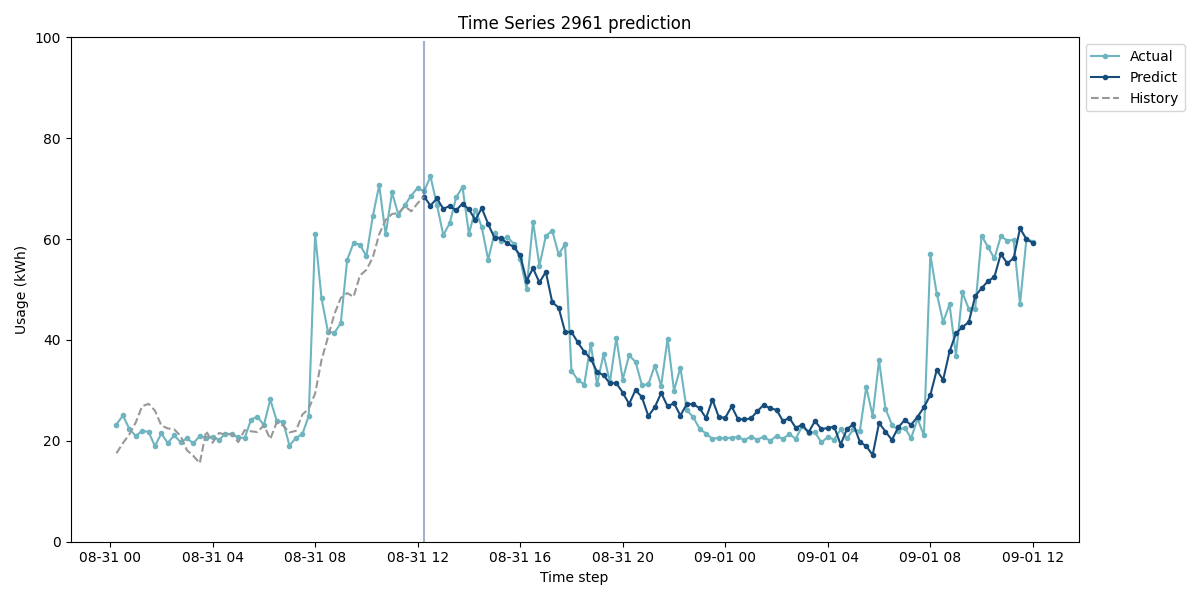 Time Series 2961 prediction
Usage (kWh)
100
80
60
40
20
0
08-31 00
08-31 04
08-31 08
08-31 12
08-31 16
08-31 20
09-01 00
09-01 04
09-01 08
09-01 12
Time step
Actual
Predict
History